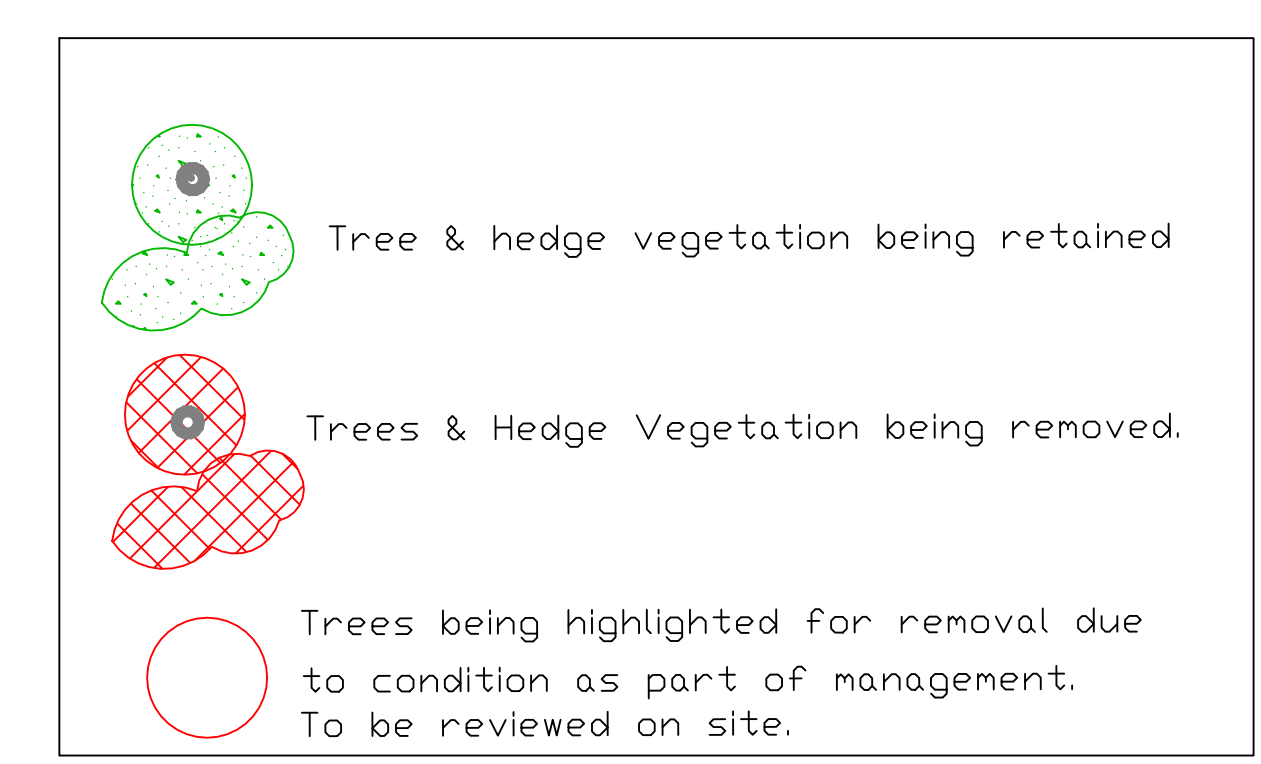 Tree & hedge vegetation being retained
Trees & Hedge Vegetation being removed.
Trees being highlighted for removal due
to condition as part of management.
To be reviewed on site.